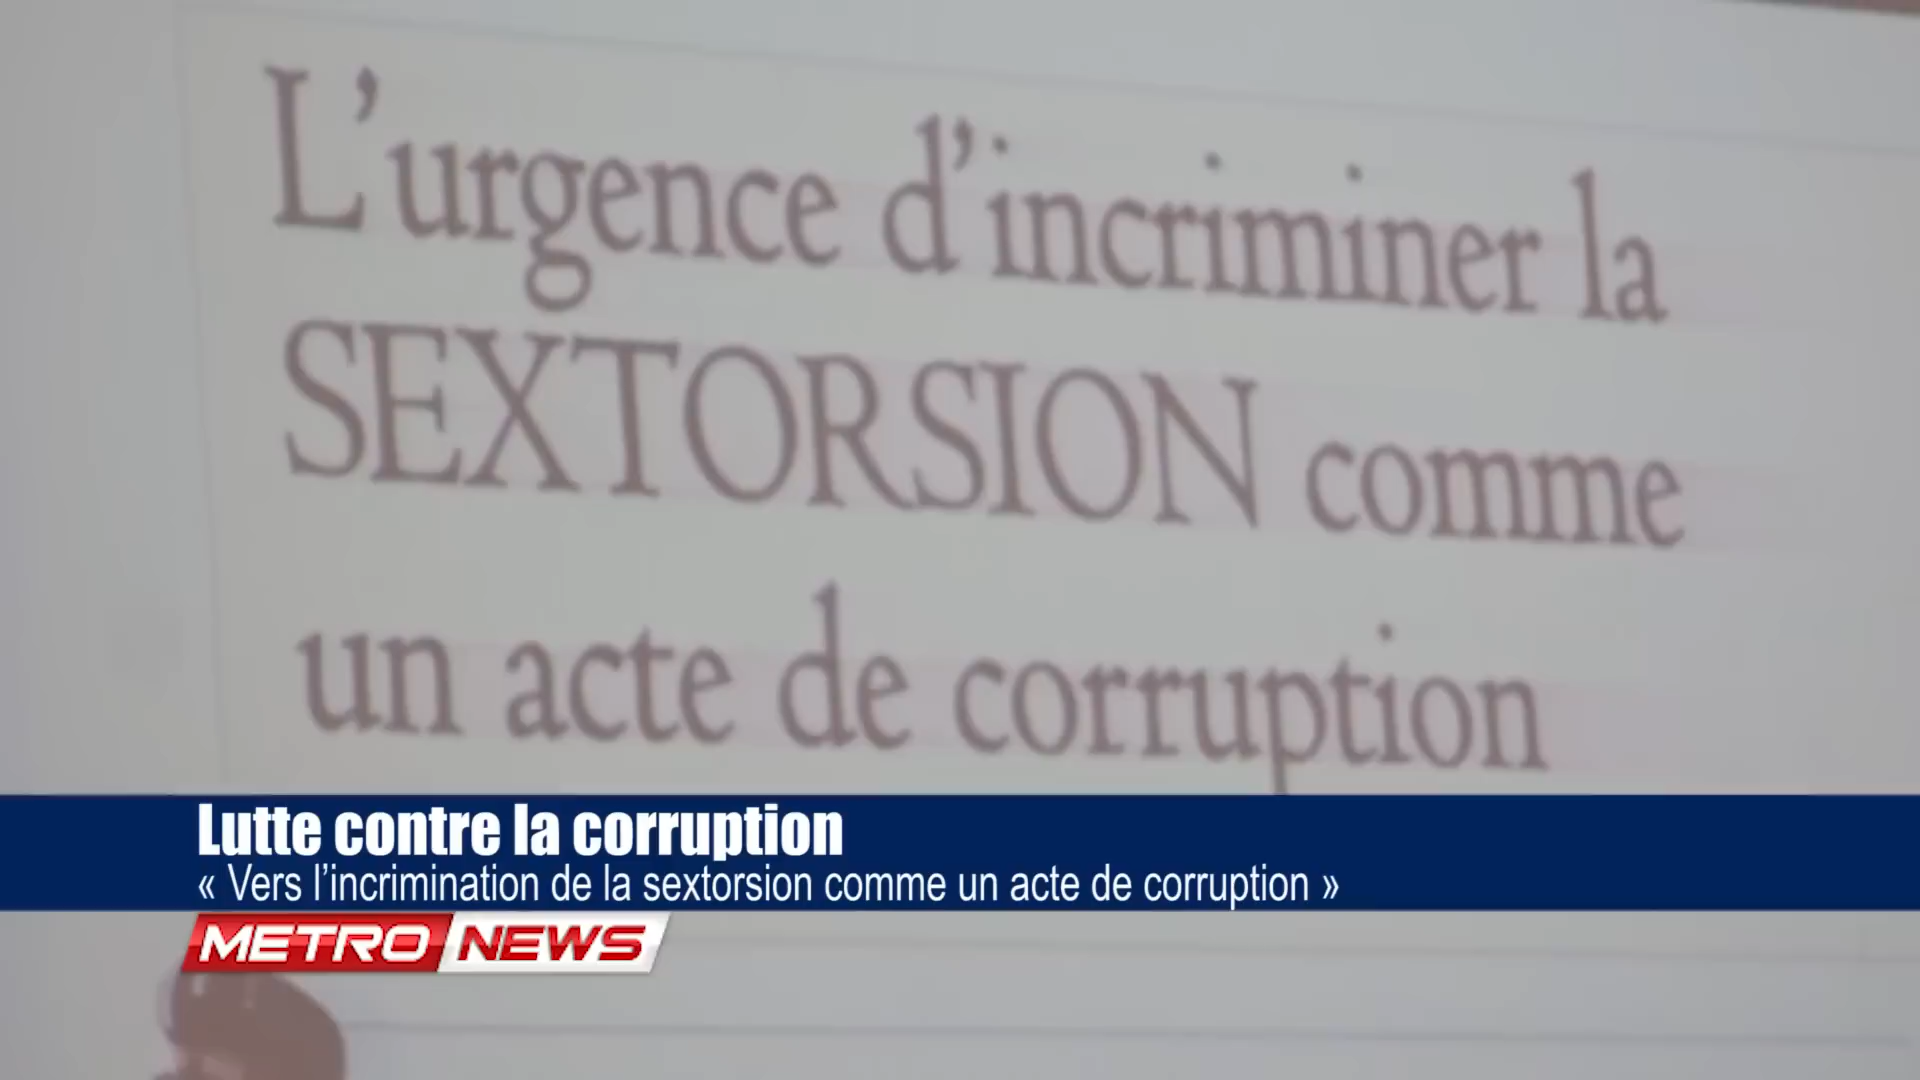 L'urgence d'incriminer la
SEXTORSION comme
un acte de corruption
Lutte contre la corruption
« Vers l'incrimination de la sextorsion comme un acte de corruption »
METRO NEWS